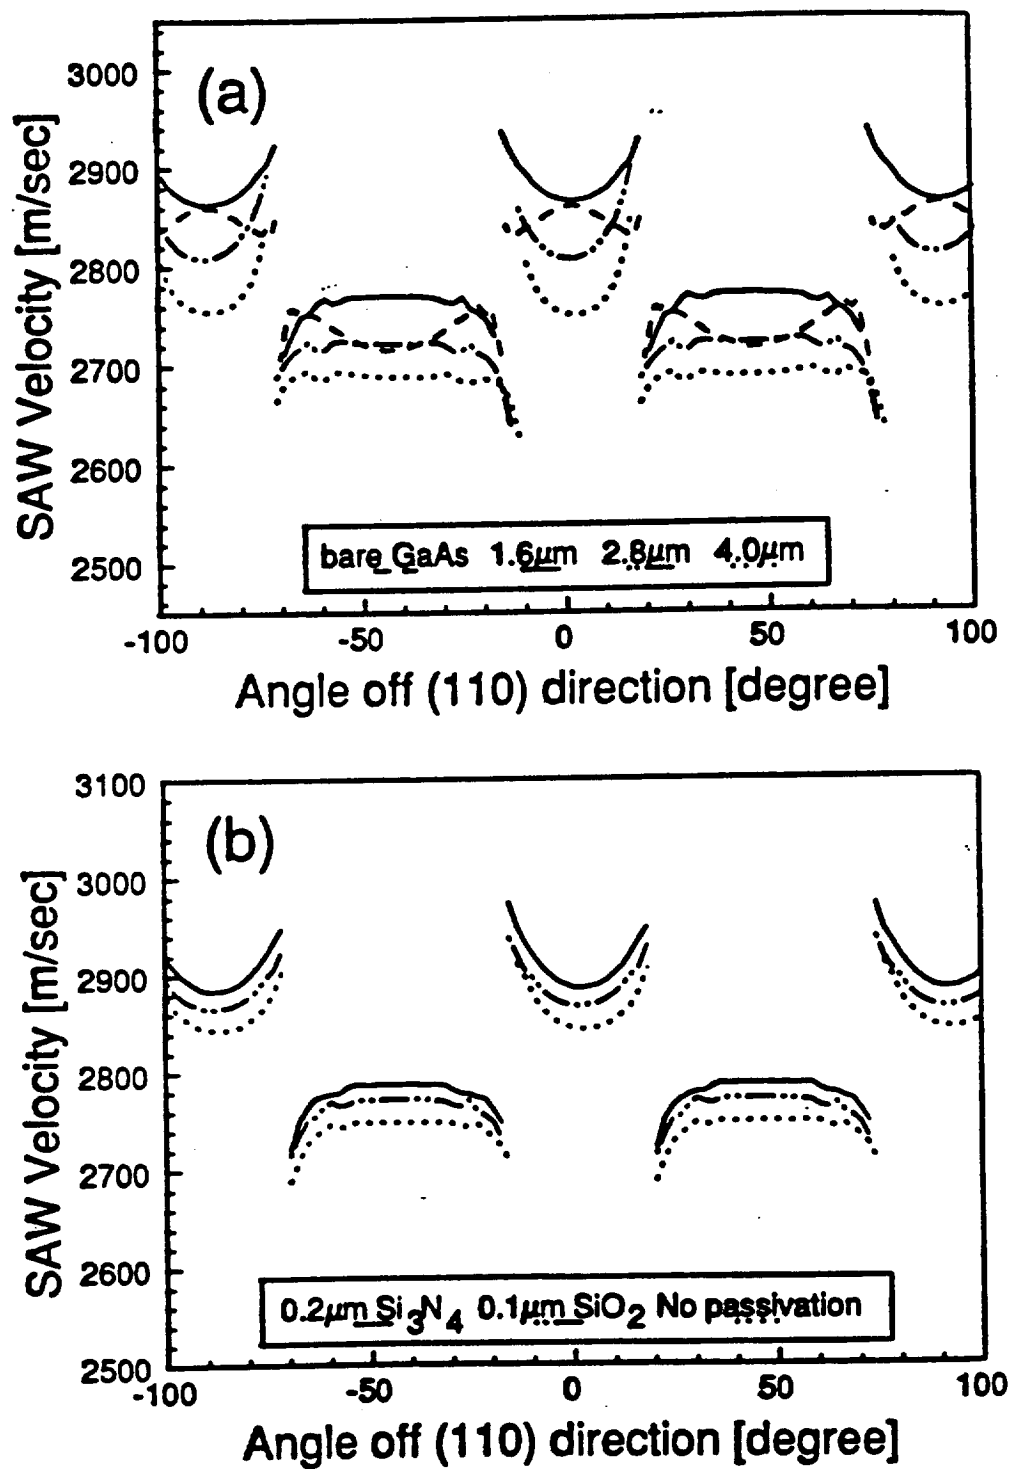 (a)
SAW Velocity [m/sec]
3000
2900
2800
2700
2600
2500
bare GaAs 1.6μm 2.8μm 4.0μm
-100 -50 0 50 100
Angle off (110) direction [degree]
(b)
SAW Velocity [m/sec]
3100
3000
2900
2800
2700
2600
2500
0.2μm Si3N4 0.1μm SiO2 No passivation
-100 -50 0 50 100
Angle off (110) direction [degree]